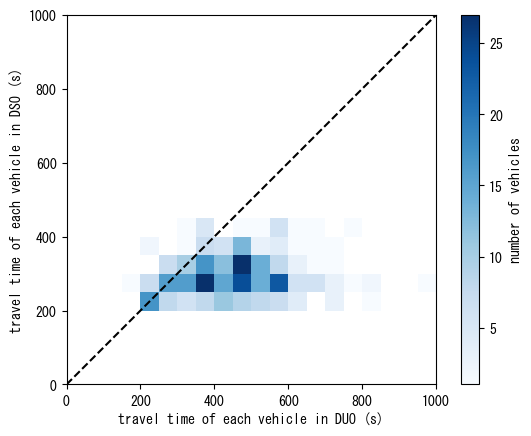 1000
800
600
400
200
0
travel time of each vehicle in DSO (s)
0 200 400 600 800 1000
travel time of each vehicle in DUO (s)
25
20
15
10
5
number of vehicles